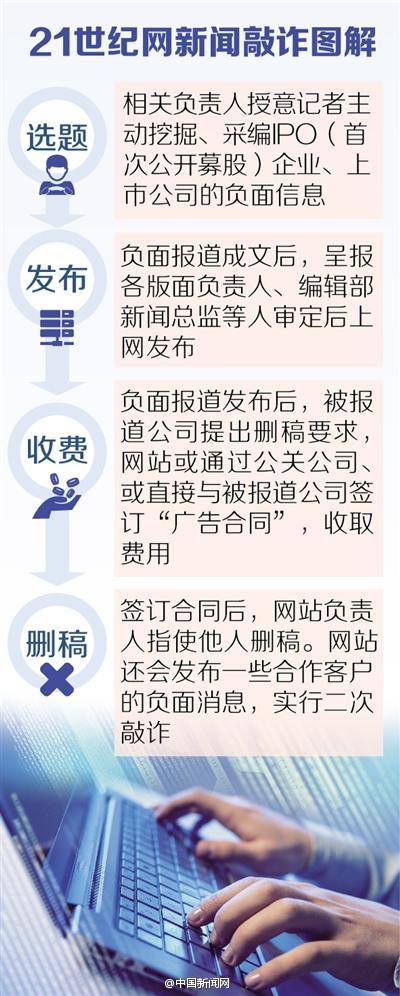 21世纪网新闻敲诈图解
选题
相关负责人授意记者主
动挖掘、采编IPO（首
次公开募股）企业、上
市公司的负面信息
发布
负面报道成文后，呈报
各版面负责人、编辑部
新闻总监等人审定后上
网发布
收费
负面报道发布后，被报
道公司提出删稿要求，
网站或通过公关公司、
或直接与被报道公司签
订“广告合同”，收取
费用
删稿
签订合同后，网站负责
人指使他人删稿。网站
还会发布一些合作客户
的负面消息，实行二次
敲诈
@中国新闻网